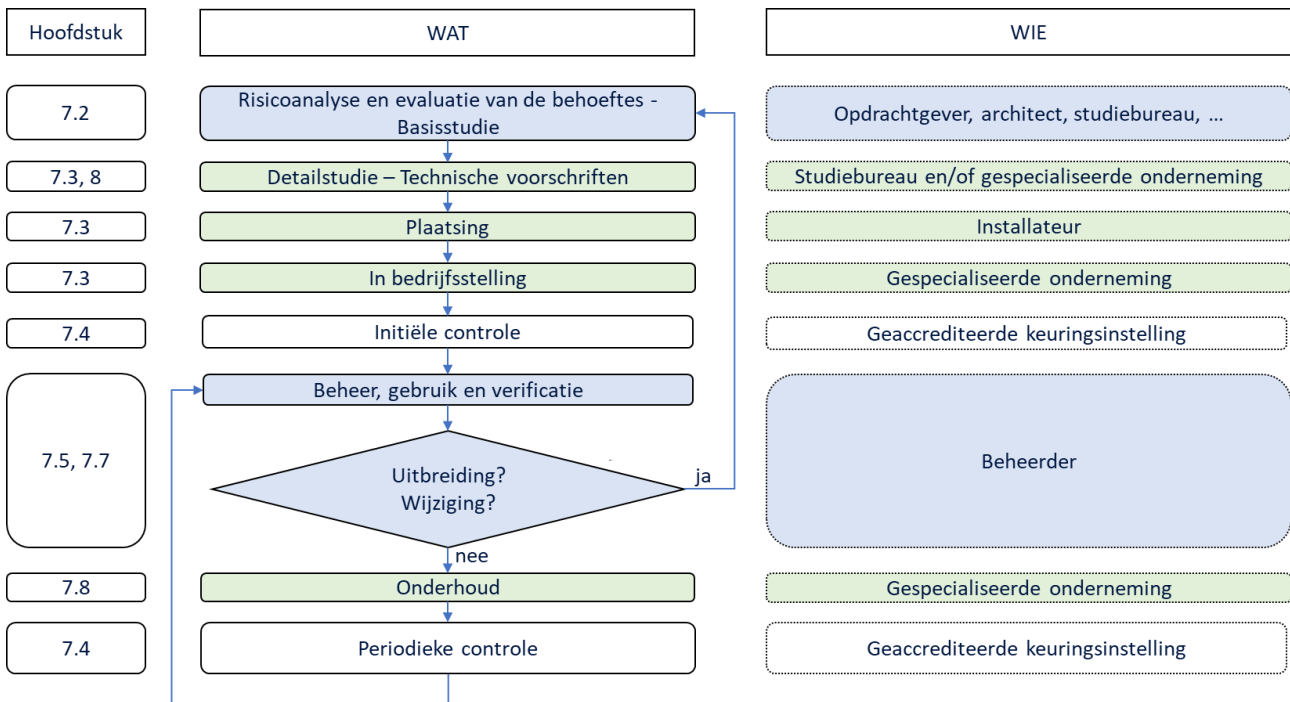 Hoofdstuk
WAT
WIE
7.2
Risicoanalyse en evaluatie van de behoeftes -
Basisstudie
Opdrachtgever, architect, studiebureau, ...
7.3, 8
Detailstudie – Technische voorschriften
Studiebureau en/of gespecialiseerde onderneming
7.3
Plaatsing
Installateur
7.3
In bedrijfsstelling
Gespecialiseerde onderneming
7.4
Initiële controle
Geaccrediteerde keuringsinstelling
7.5, 7.7
Beheer, gebruik en verificatie
Uitbreiding?
Wijziging?
ja
nee
Beheerder
7.8
Onderhoud
Gespecialiseerde onderneming
7.4
Periodieke controle
Geaccrediteerde keuringsinstelling